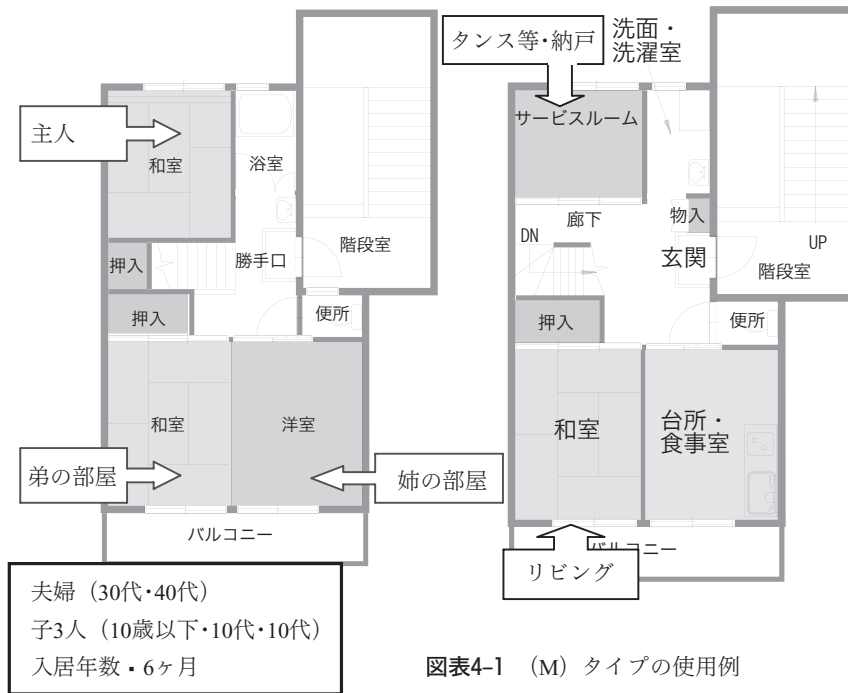 主人
和室
浴室
押入
勝手口
階段室
押入
便所
和室
洋室
弟の部屋
姉の部屋
バルコニー
夫婦（30代・40代）
子3人（10歳以下・10代・10代）
入居年数・6ヶ月
タンス等・納戸
洗面・
洗濯室
サービスルーム
廊下
物入
DN
玄関
UP
階段室
押入
便所
和室
台所・
食事室
バルコニー
リビング
図表4-1 （M）タイプの使用例